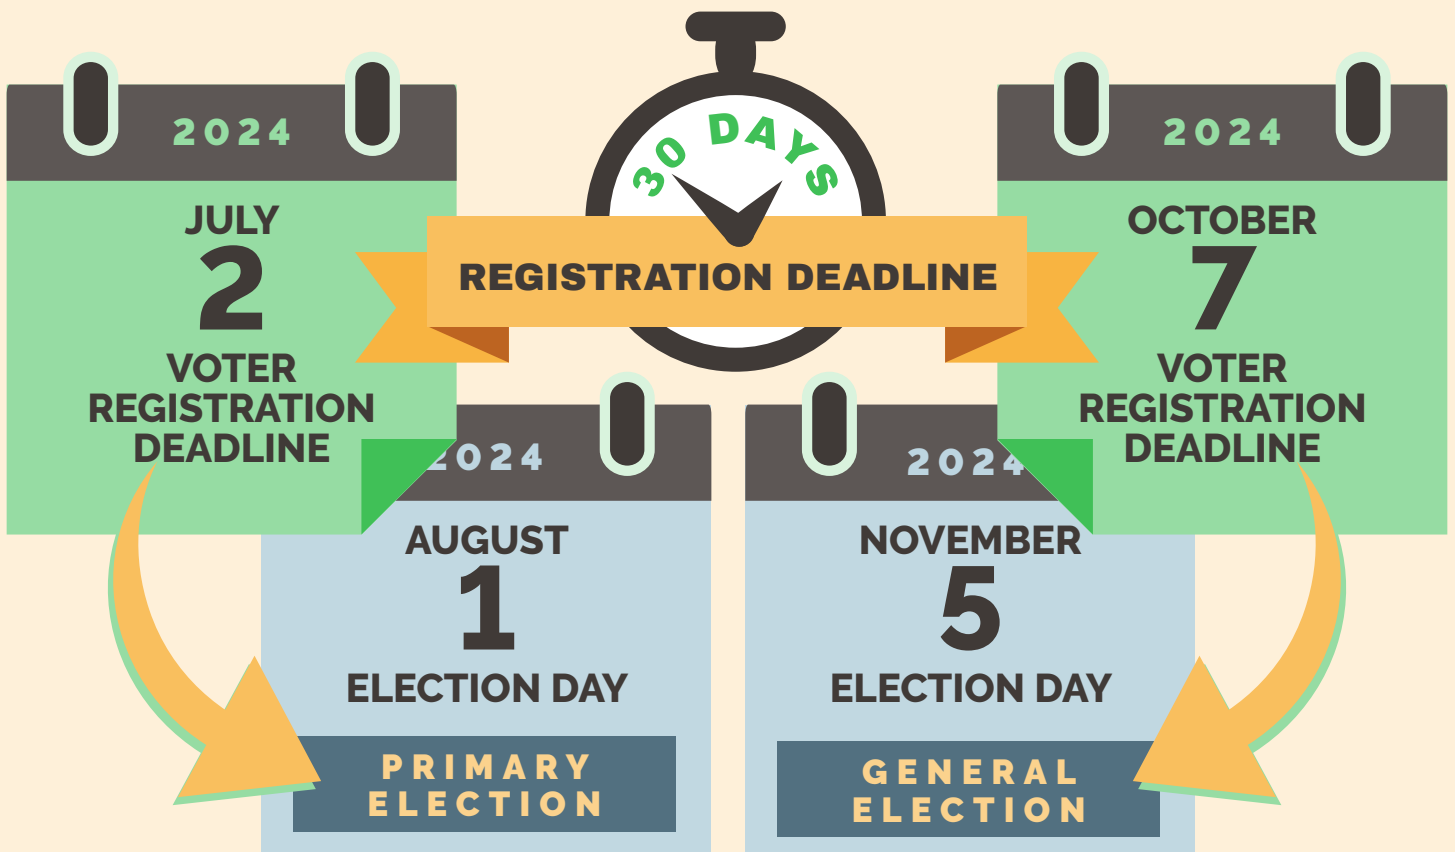 2024
JULY
2
VOTER
REGISTRATION
DEADLINE
30 DAYS
REGISTRATION DEADLINE
2024
OCTOBER
7
VOTER
REGISTRATION
DEADLINE
2024
AUGUST
1
ELECTION DAY
PRIMARY
ELECTION
2024
NOVEMBER
5
ELECTION DAY
GENERAL
ELECTION